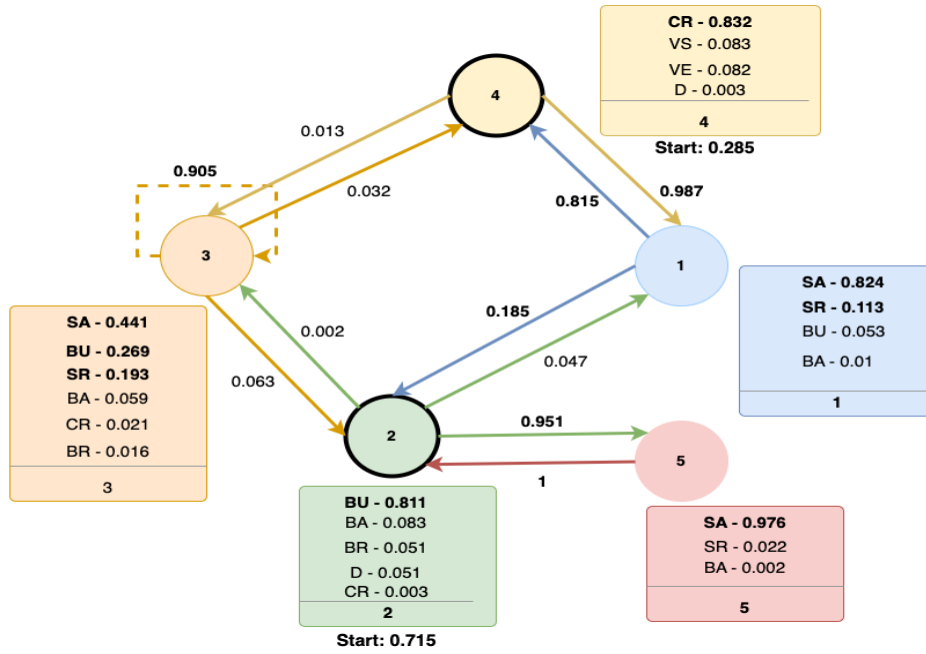 CR - 0.832
VS - 0.083
VE - 0.082
D - 0.003
4
Start: 0.285
4
0.013
0.032
0.905
0.987
0.815
3
1
SA - 0.824
SR - 0.113
BU - 0.053
BA - 0.01
1
0.185
0.002
0.047
0.063
SA - 0.441
BU - 0.269
SR - 0.193
BA - 0.059
CR - 0.021
BR - 0.016
3
2
0.951
5
1
BU - 0.811
BA - 0.083
BR - 0.051
D - 0.051
CR - 0.003
2
Start: 0.715
SA - 0.976
SR - 0.022
BA - 0.002
5